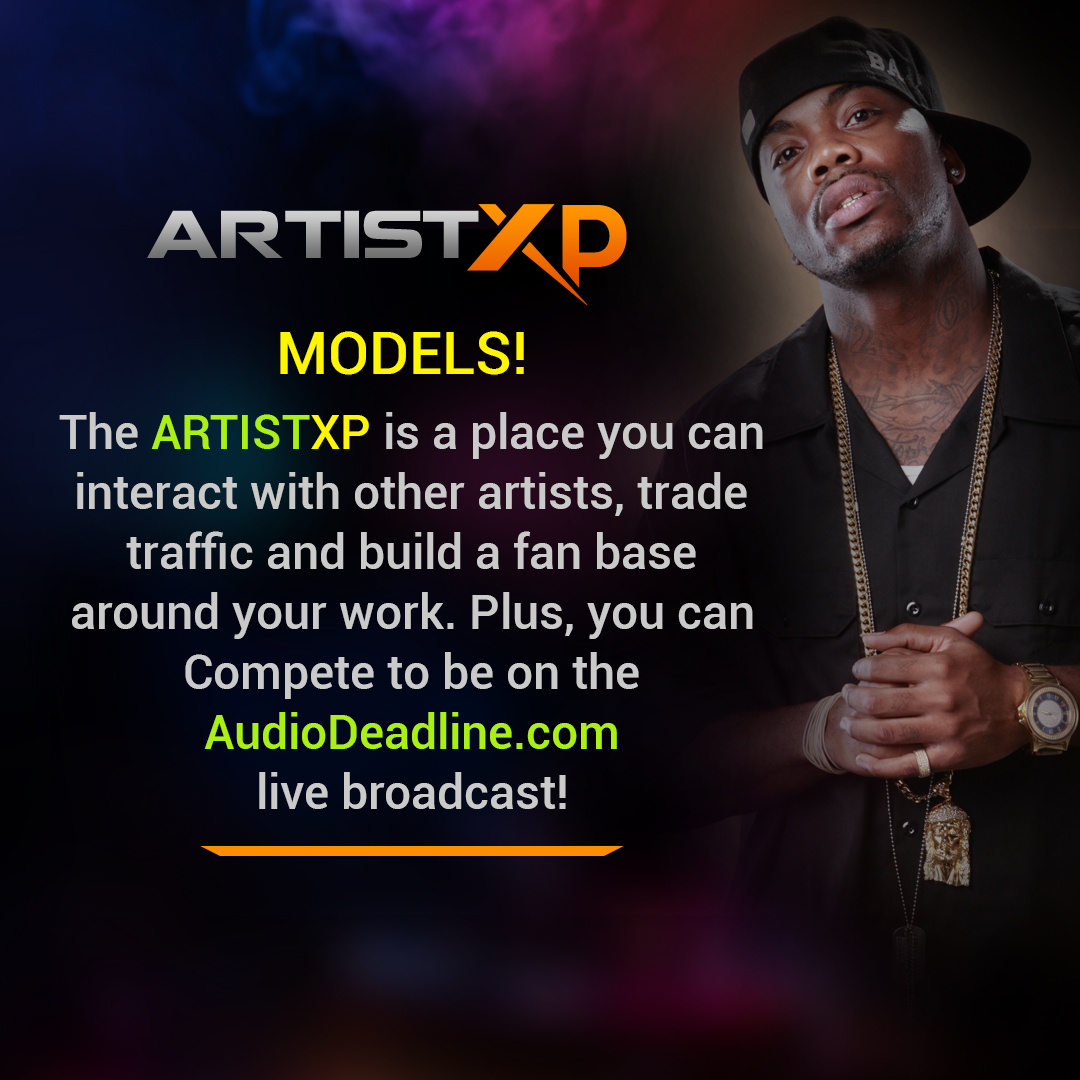 ARTISTXP
MODELS!
The ARTISTXP is a place you can
interact with other artists, trade
traffic and build a fan base
around your work. Plus, you can
Compete to be on the
AudioDeadline.com
live broadcast!